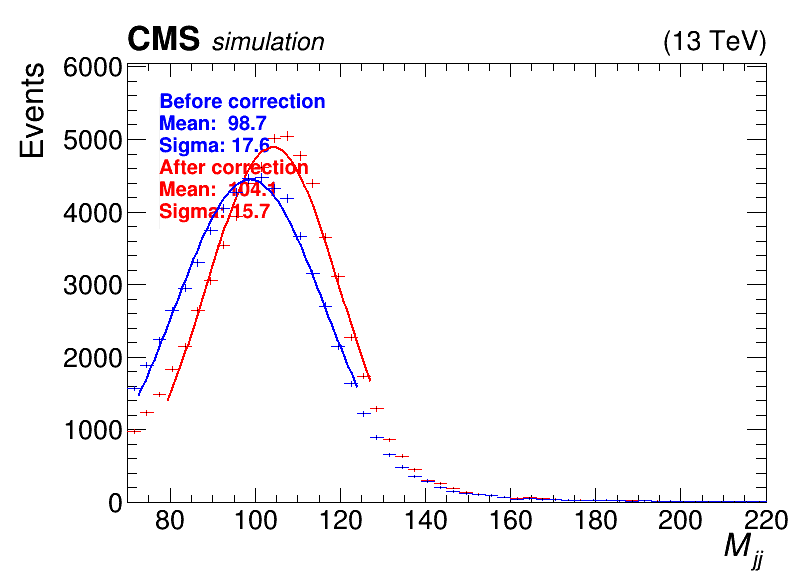 CMS simulation (13 TeV)
Events
6000
5000
4000
3000
2000
1000
0
Before correction
Mean: 98.7
Sigma: 17.6
After correction
Mean: 104.1
Sigma: 15.7
80 100 120 140 160 180 200 220
M_jj